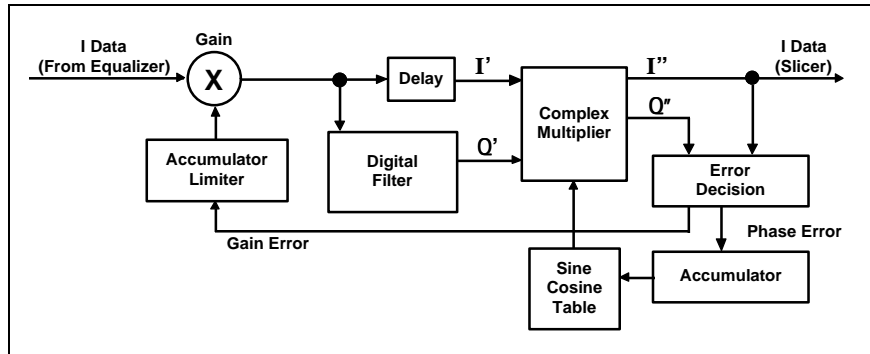 I Data
(From Equalizer)
Gain
X
Delay
I'
I''
I Data
(Slicer)
Complex
Multiplier
Q''
Accumulator
Limiter
Digital
Filter
Q'
Error
Decision
Gain Error
Phase Error
Sine
Cosine
Table
Accumulator